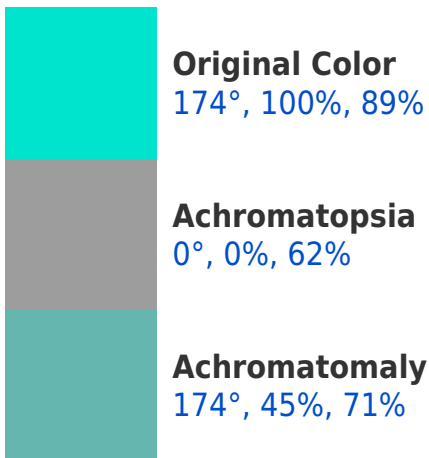 Original Color
174°, 100%, 89%
Achromatopsia
0°, 0%, 62%
Achromatomaly
174°, 45%, 71%